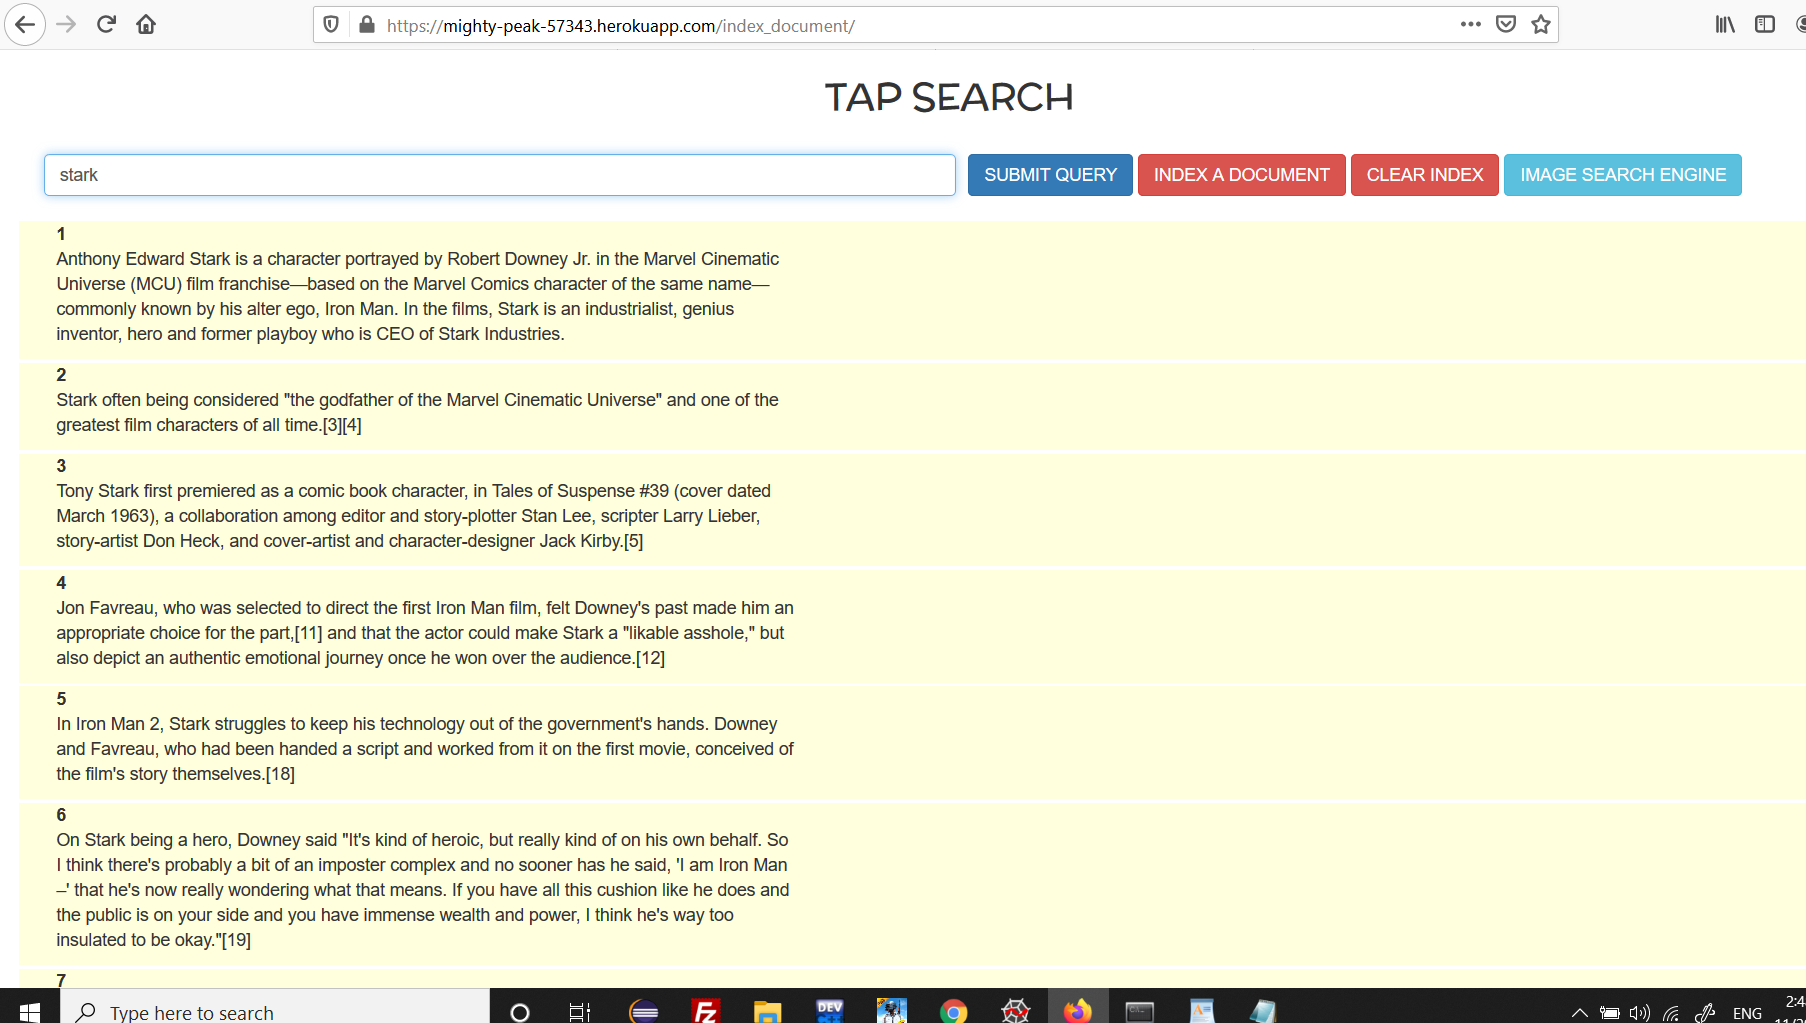 https://mighty-peak-57343.herokuapp.com/index_document/
TAP SEARCH
stark
SUBMIT QUERY
INDEX A DOCUMENT
CLEAR INDEX
IMAGE SEARCH ENGINE
1
Anthony Edward Stark is a character portrayed by Robert Downey Jr. in the Marvel Cinematic
Universe (MCU) film franchise—based on the Marvel Comics character of the same name—
commonly known by his alter ego, Iron Man. In the films, Stark is an industrialist, genius
inventor, hero and former playboy who is CEO of Stark Industries.
2
Stark often being considered "the godfather of the Marvel Cinematic Universe" and one of the
greatest film characters of all time.[3][4]
3
Tony Stark first premiered as a comic book character, in Tales of Suspense #39 (cover dated
March 1963), a collaboration among editor and story-plotter Stan Lee, scripter Larry Lieber,
story-artist Don Heck, and cover-artist and character-designer Jack Kirby.[5]
4
Jon Favreau, who was selected to direct the first Iron Man film, felt Downey's past made him an
appropriate choice for the part,[11] and that the actor could make Stark a "likable asshole," but
also depict an authentic emotional journey once he won over the audience.[12]
5
In Iron Man 2, Stark struggles to keep his technology out of the government's hands. Downey
and Favreau, who had been handed a script and worked from it on the first movie, conceived of
the film's story themselves.[18]
6
On Stark being a hero, Downey said "It's kind of heroic, but really kind of on his own behalf. So
I think there's probably a bit of an imposter complex and no sooner has he said, 'I am Iron Man
–' that he's now really wondering what that means. If you have all this cushion like he does and
the public is on your side and you have immense wealth and power, I think he's way too
insulated to be okay."[19]
7
Type here to search
DEV
ENG